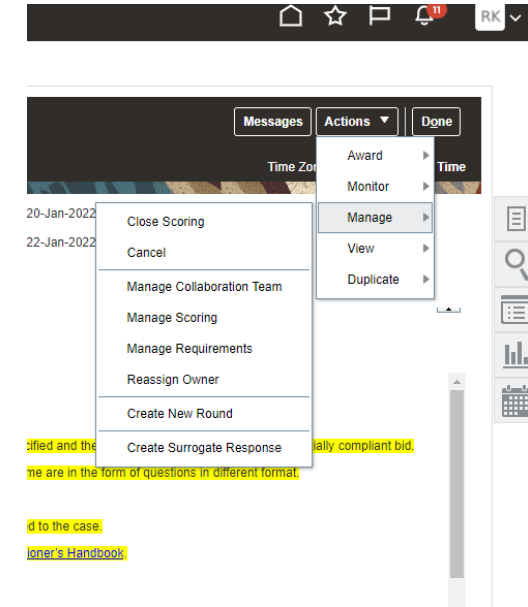 11
RK
Messages
Actions
Done
Time Zon
Time
Award
Monitor
Manage
View
Duplicate
20-Jan-2022
22-Jan-2022
Close Scoring
Cancel
Manage Collaboration Team
Manage Scoring
Manage Requirements
Reassign Owner
Create New Round
Create Surrogate Response
cified and the
ially compliant bid.
me are in the form of questions in different format.
d to the case.
ioner's Handbook.